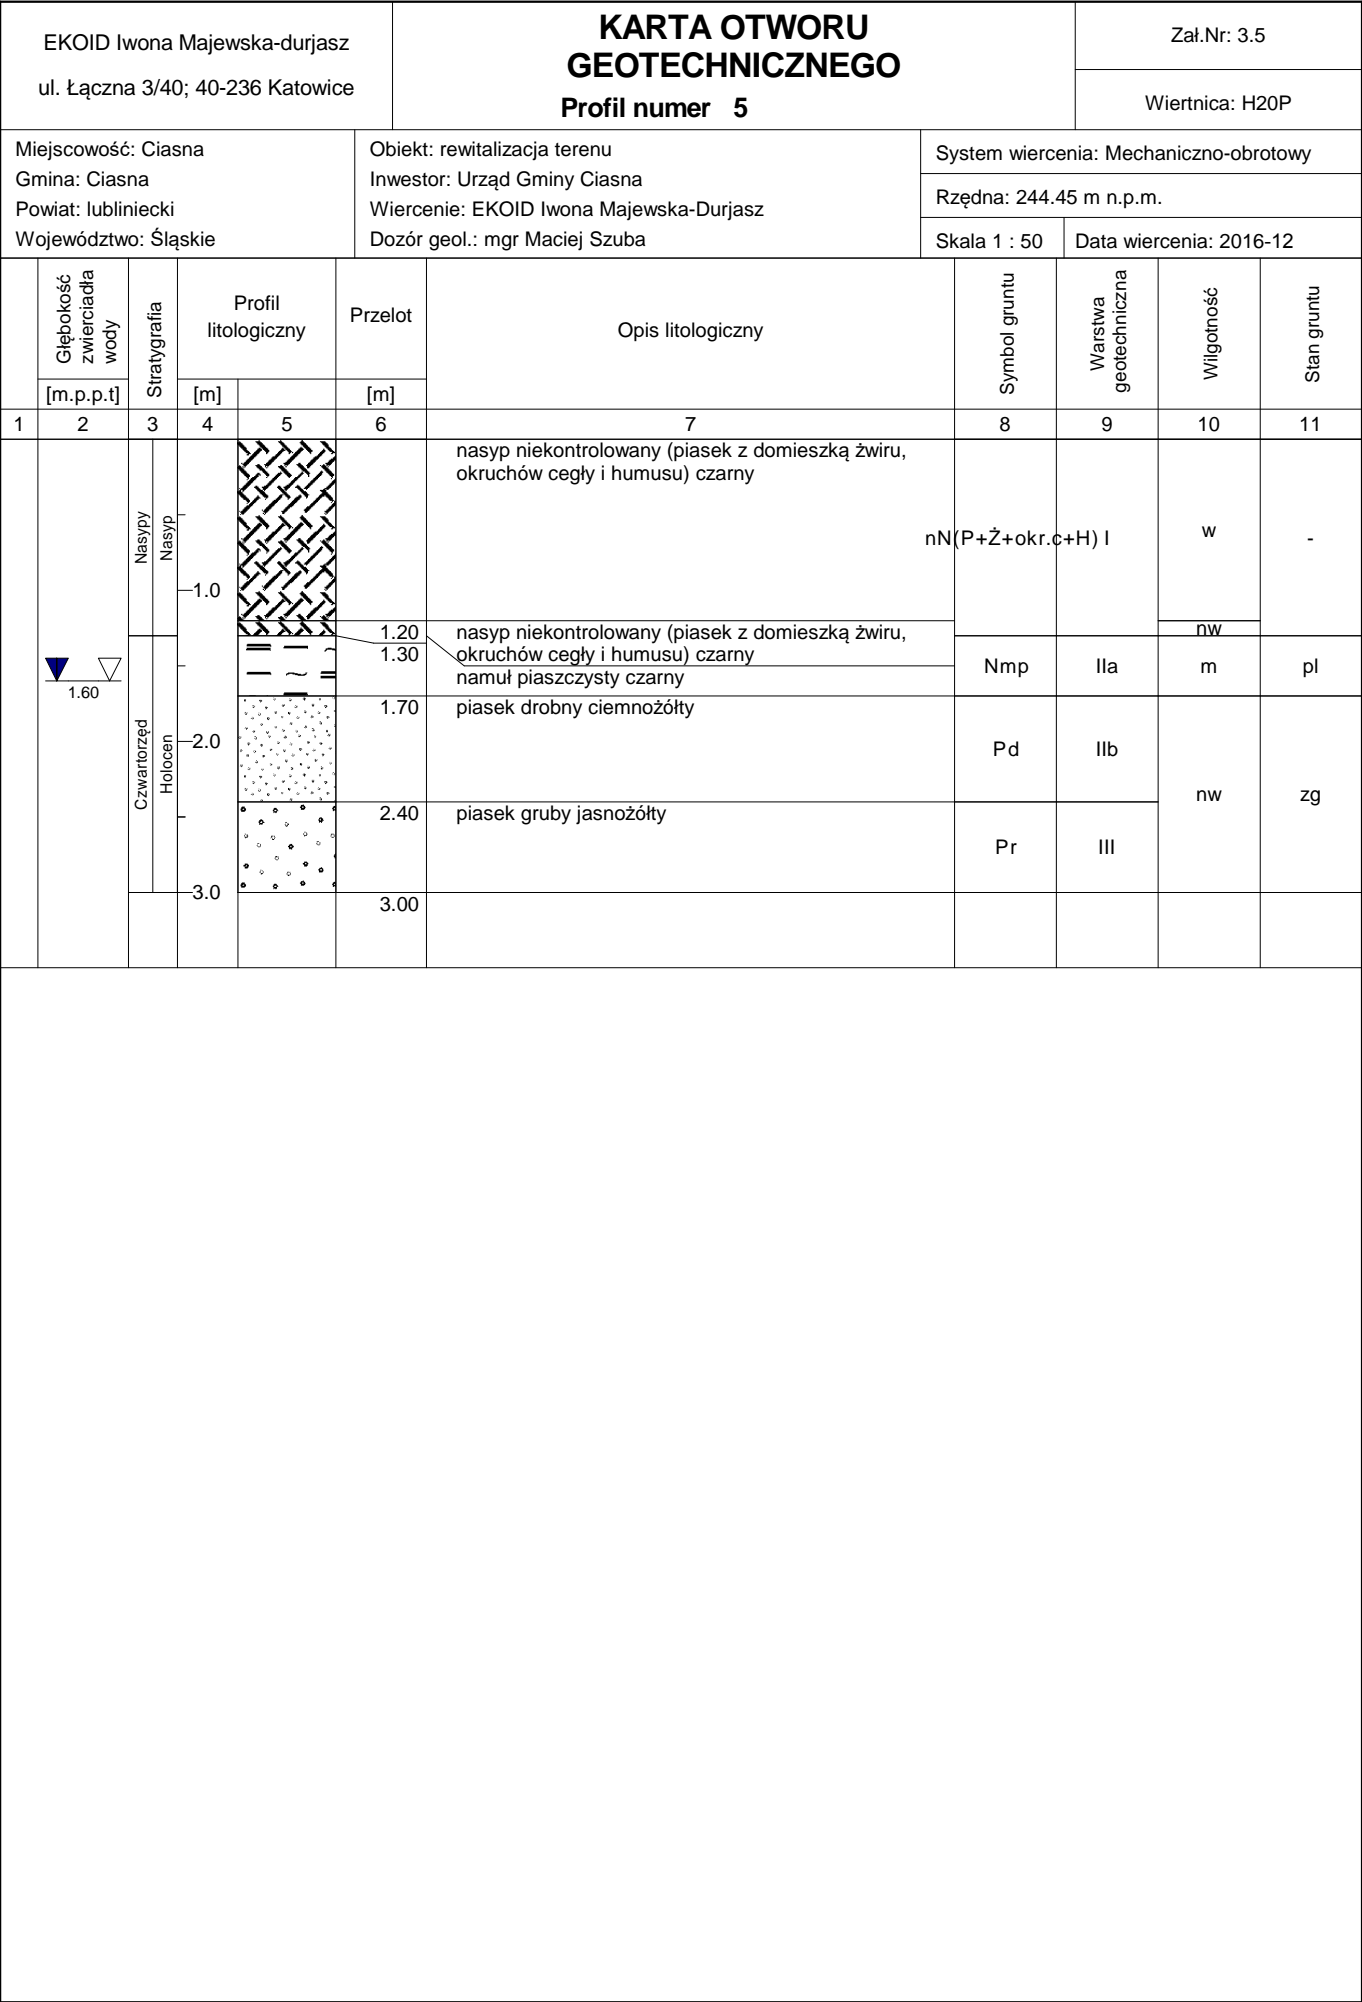 EKOID Iwona Majewska-durjasz
ul. Łączna 3/40; 40-236 Katowice
KARTA OTWORU
GEOTECHNICZNEGO
Profil numer 5
Zał.Nr: 3.5
Wiertnica: H20P
Miejscowość: Ciasna
Gmina: Ciasna
Powiat: lubliniecki
Województwo: Śląskie
Obiekt: rewitalizacja terenu
Inwestor: Urząd Gminy Ciasna
Wiercenie: EKOID Iwona Majewska-Durjasz
Dozór geol.: mgr Maciej Szuba
System wiercenia: Mechaniczno-obrotowy
Rzędna: 244.45 m n.p.m.
Skala 1 : 50
Data wiercenia: 2016-12
Głębokość
zwierciadła
wody
[m.p.p.t]
Stratygrafia
Profil
litologiczny
[m]
Przelot
[m]
Opis litologiczny
Symbol gruntu
Warstwa
geotechniczna
Wilgotność
Stan gruntu
1 2 3 4 5 6 7 8 9 10 11
Nasypy
Nasyp
1.0
nasyp niekontrolowany (piasek z domieszką żwiru,
okruchów cegły i humusu) czarny
nN(P+Ż+okr.c+H) I
w
-
1.20
nasyp niekontrolowany (piasek z domieszką żwiru,
okruchów cegły i humusu) czarny
nw
1.30
namuł piaszczysty czarny
Nmp
IIa
m
pl
1.60
Czwartorzęd
Holocen
1.70
piasek drobny ciemnożółty
2.0
Pd
IIb
nw
zg
2.40
piasek gruby jasnożółty
Pr
III
3.0
3.00